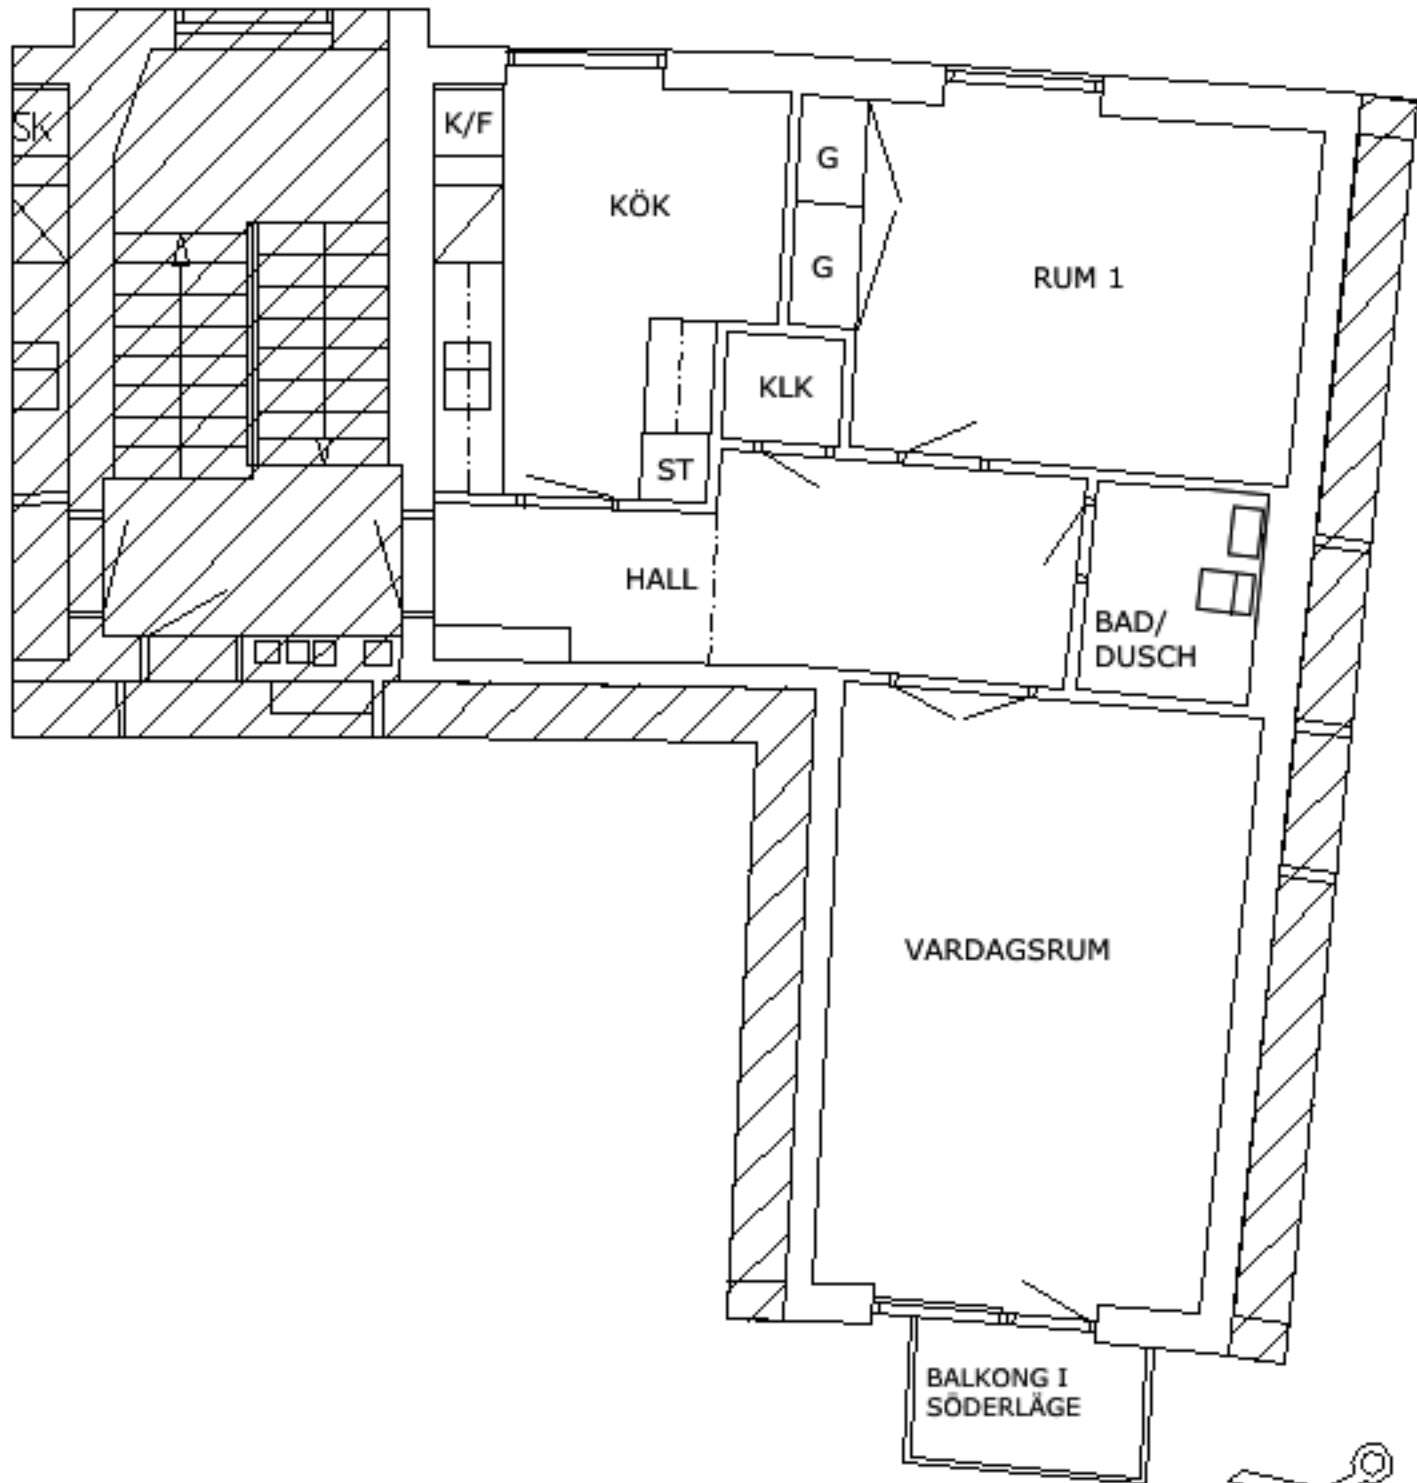 SK
K/F
KÖK
G
G
RUM 1
KLK
ST
HALL
BAD/
DUSCH
VARDAGSRUM
BALKONG I
SÖDERLÄGE